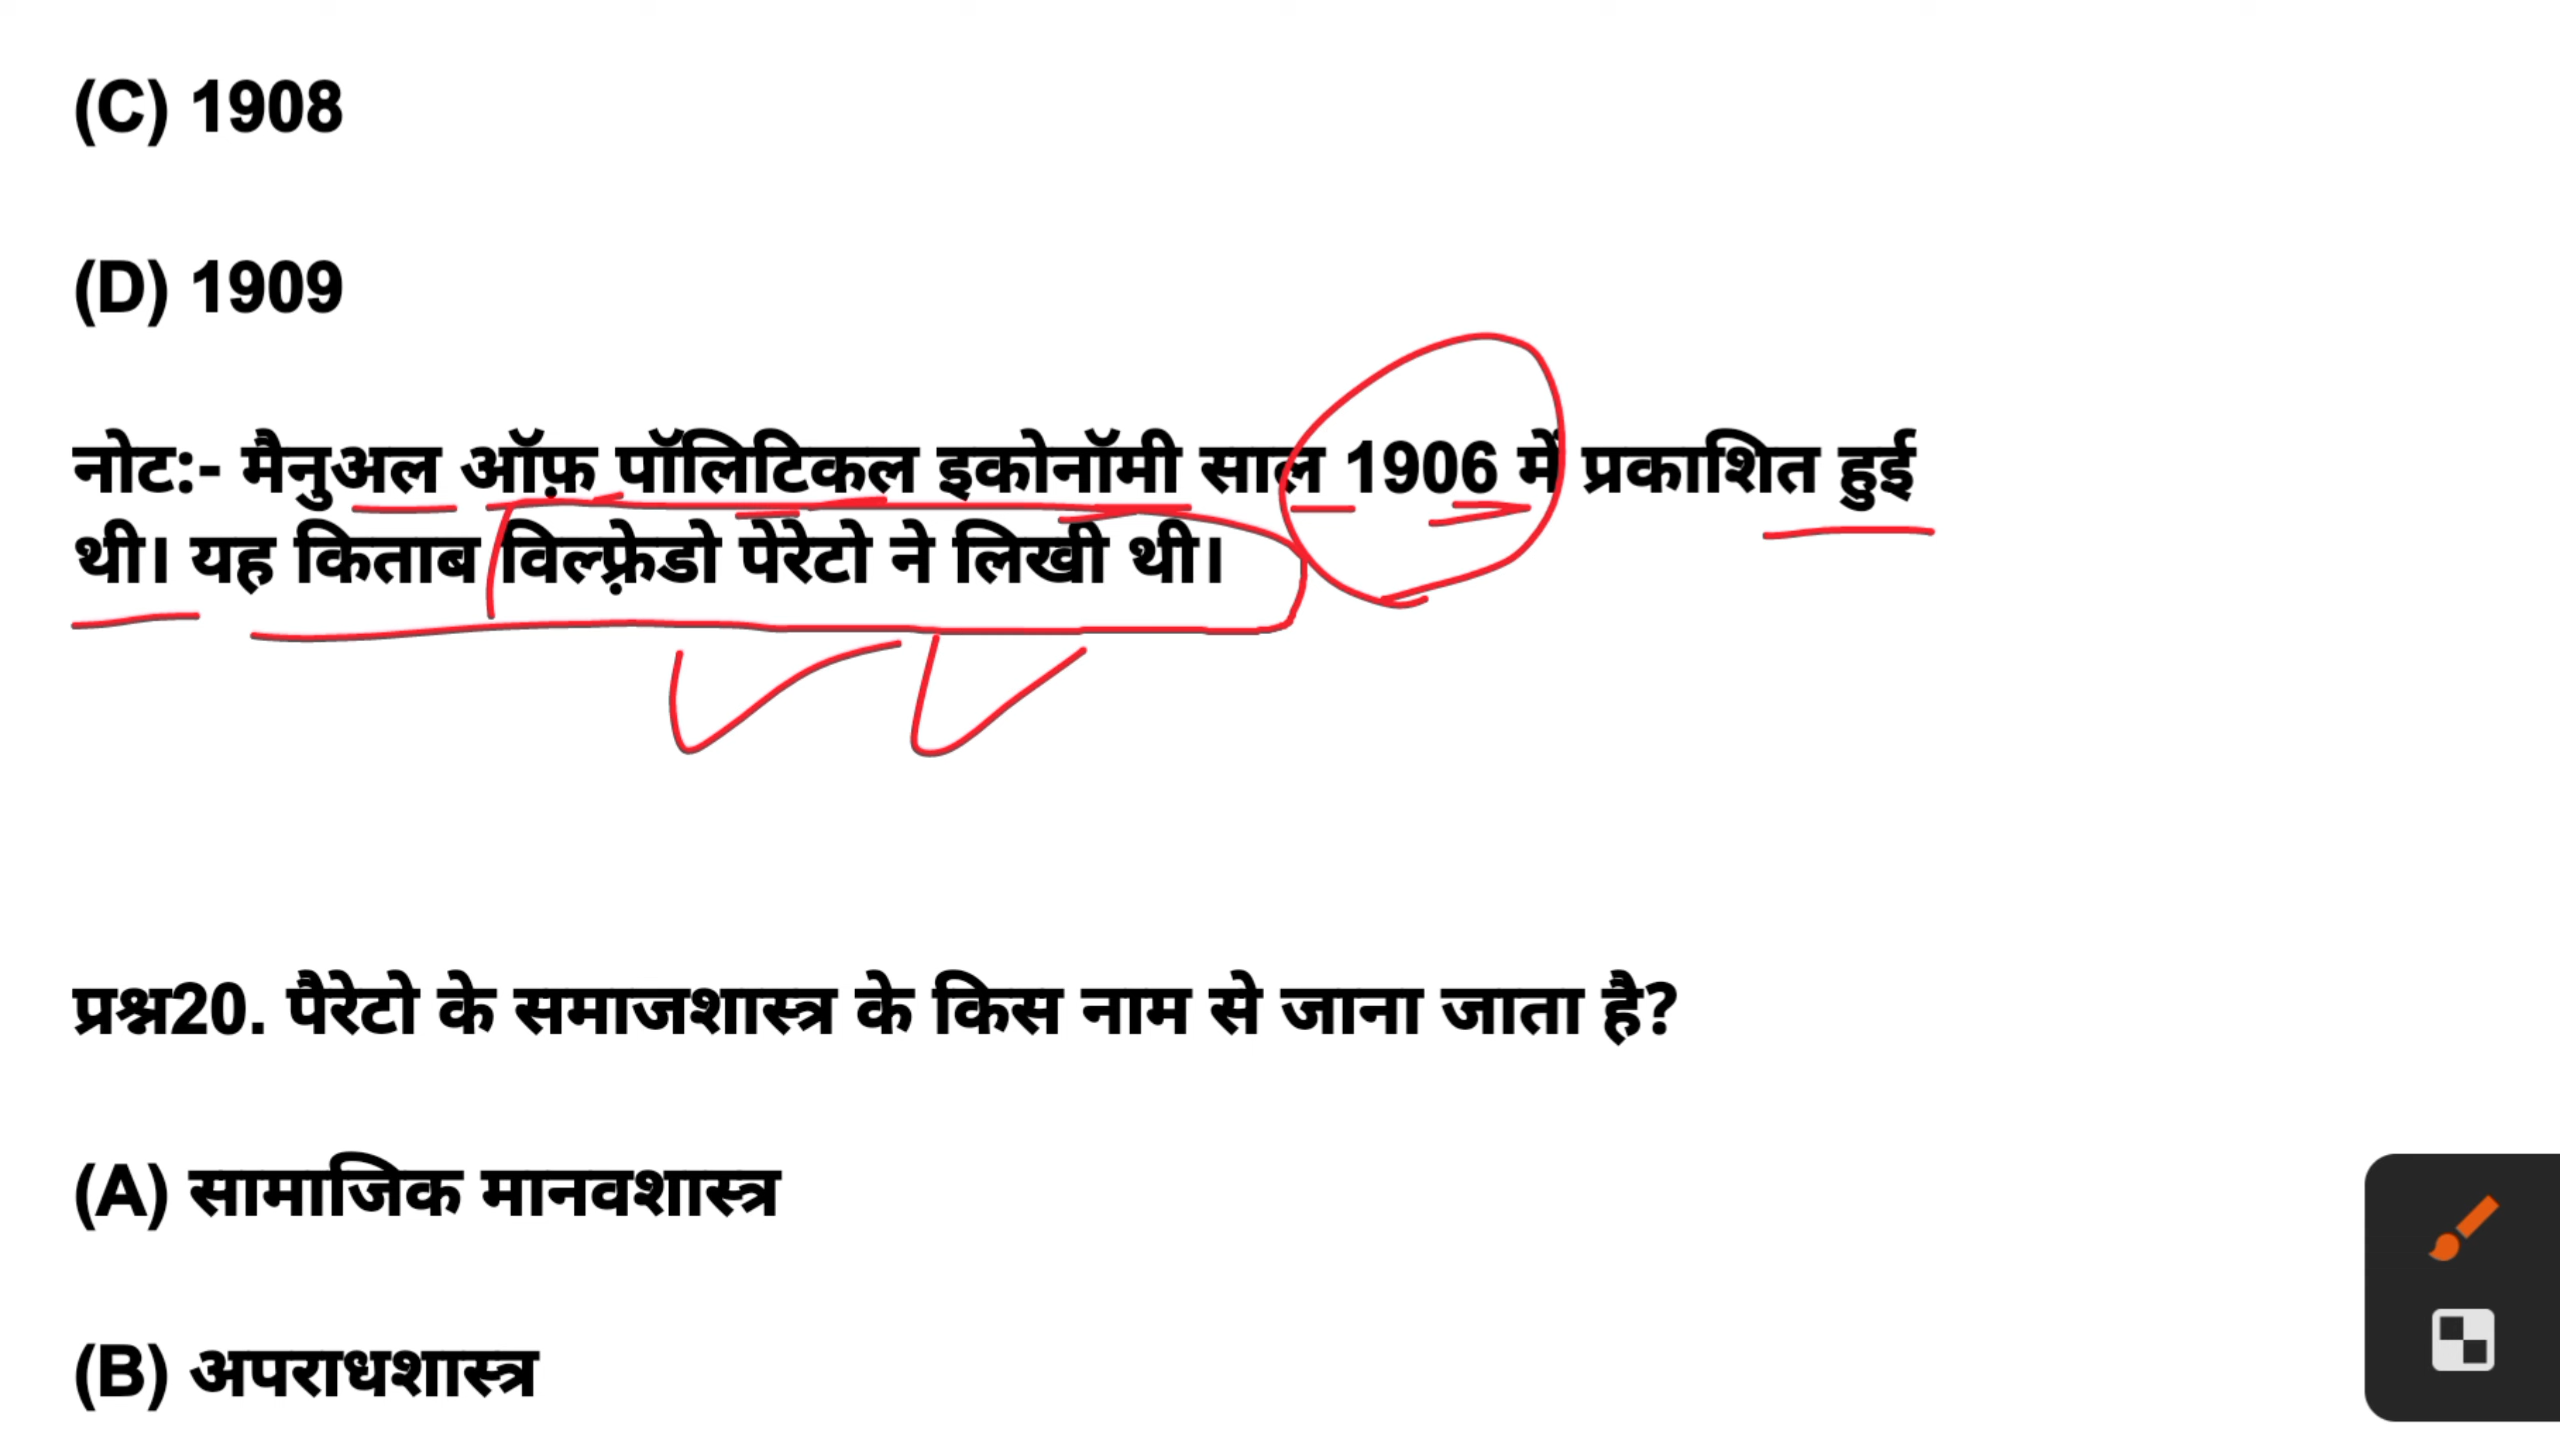 (C) 1908
(D) 1909
नोट:- मैनुअल ऑफ़ पॉलिटिकल इकोनॉमी साल 1906 में प्रकाशित हुई
थी। यह किताब विल्फ़्रेडो पेरेटो ने लिखी थी।
प्रश्न20. पैरेटो के समाजशास्त्र के किस नाम से जाना जाता है?
(A) सामाजिक मानवशास्त्र
(B) अपराधशास्त्र